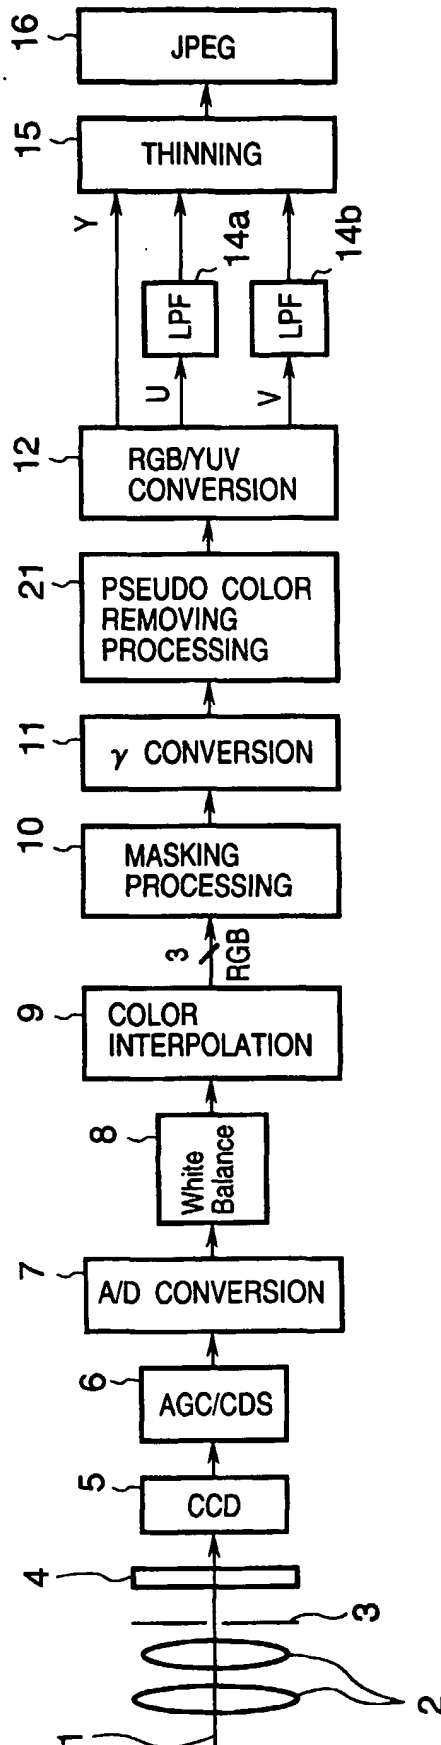 16
JPEG
15
THINNING
Y
14a
14b
LPF
LPF
U
V
12
RGB/YUV
CONVERSION
21
PSEUDO COLOR
REMOVING
PROCESSING
11
γ CONVERSION
10
MASKING
PROCESSING
3
RGB
9
COLOR
INTERPOLATION
8
White
Balance
7
A/D CONVERSION
6
AGC/CDS
5
CCD
4
3
2
1